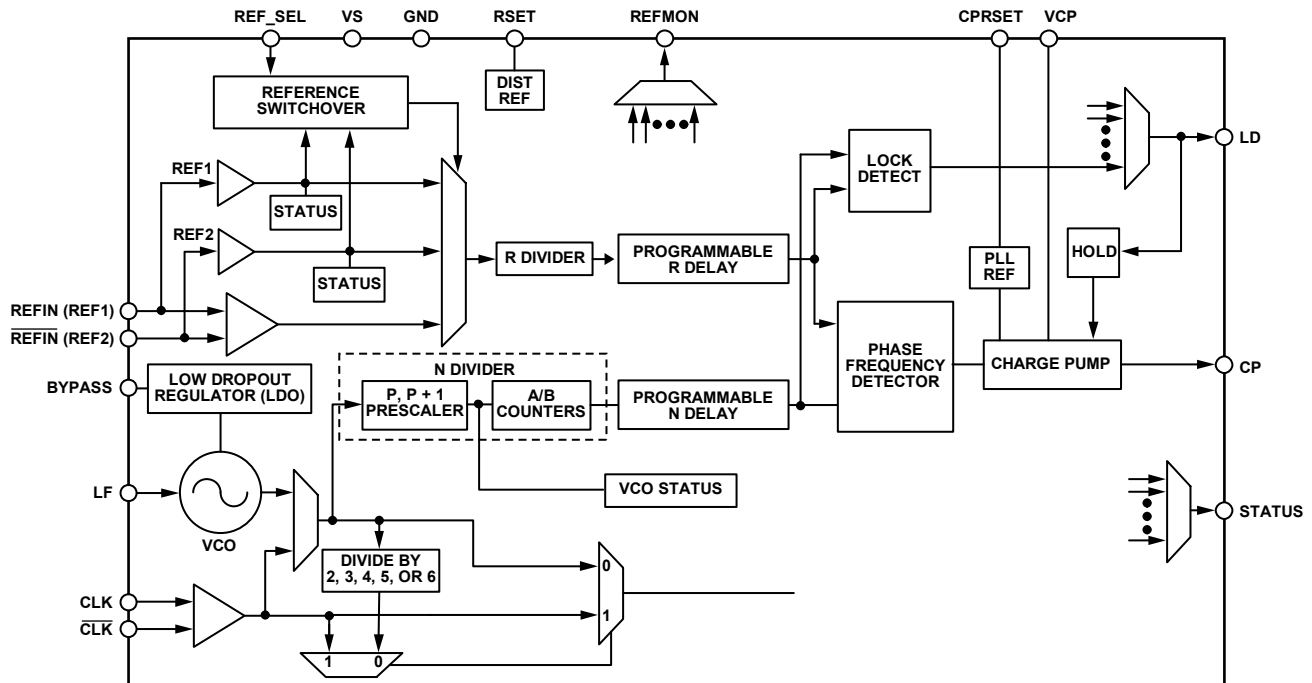 REF_SEL VS GND RSET REFMON CPRSET VCP
DIST
REF
REFERENCE
SWITCHOVER
REF1
STATUS
REF2
STATUS
R DIVIDER
PROGRAMMABLE
R DELAY
LOCK
DETECT
LD
HOLD
PLL
REF
REFIN (REF1)
REFIN (REF2)
BYPASS
LOW DROPOUT
REGULATOR (LDO)
N DIVIDER
P, P + 1
PRESCALER
A/B
COUNTERS
PROGRAMMABLE
N DELAY
PHASE
FREQUENCY
DETECTOR
CHARGE PUMP
CP
LF
VCO
VCO STATUS
STATUS
DIVIDE BY
2, 3, 4, 5, OR 6
0
1
CLK
CLK
1 0